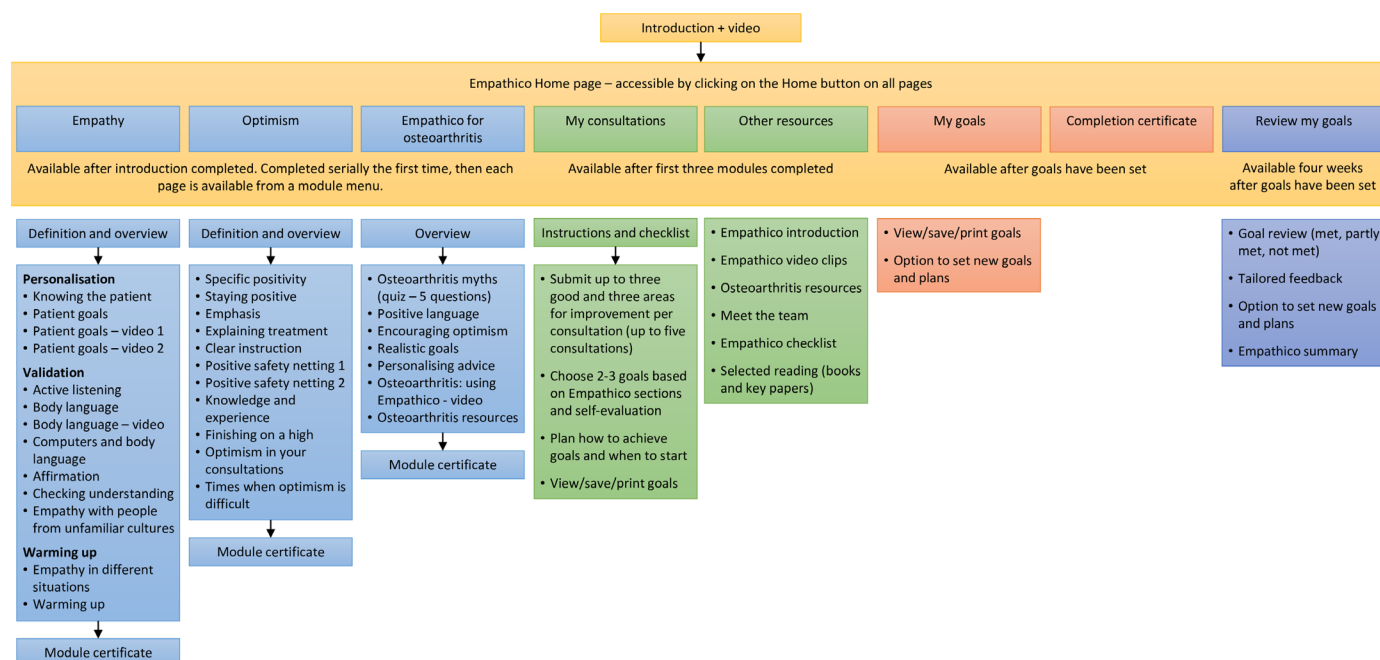 Introduction + video
Empathico Home page – accessible by clicking on the Home button on all pages
Empathy
Optimism
Empathico for
osteoarthritis
My consultations
Other resources
My goals
Completion certificate
Review my goals
Available after introduction completed. Completed serially the first time, then each
page is available from a module menu.
Available after first three modules completed
Available after goals have been set
Available four weeks
after goals have been set
Definition and overview
Personalisation
• Knowing the patient
• Patient goals
• Patient goals – video 1
• Patient goals – video 2
Validation
• Active listening
• Body language
• Body language – video
• Computers and body
language
• Affirmation
• Checking understanding
• Empathy with people
from unfamiliar cultures
Warming up
• Empathy in different
situations
• Warming up
Module certificate
Definition and overview
• Specific positivity
• Staying positive
• Emphasis
• Explaining treatment
• Clear instruction
• Positive safety netting 1
• Positive safety netting 2
• Knowledge and
experience
• Finishing on a high
• Optimism in your
consultations
• Times when optimism is
difficult
Module certificate
Overview
• Osteoarthritis myths
(quiz – 5 questions)
• Positive language
• Encouraging optimism
• Realistic goals
• Personalising advice
• Osteoarthritis: using
Empathico - video
• Osteoarthritis resources
Module certificate
Instructions and checklist
• Submit up to three
good and three areas
for improvement per
consultation (up to five
consultations)
• Choose 2-3 goals based
on Empathico sections
and self-evaluation
• Plan how to achieve
goals and when to start
• View/save/print goals
• Empathico introduction
• Empathico video clips
• Osteoarthritis resources
• Meet the team
• Empathico checklist
• Selected reading (books
and key papers)
• View/save/print goals
• Option to set new goals
and plans
• Goal review (met, partly
met, not met)
• Tailored feedback
• Option to set new goals
and plans
• Empathico summary